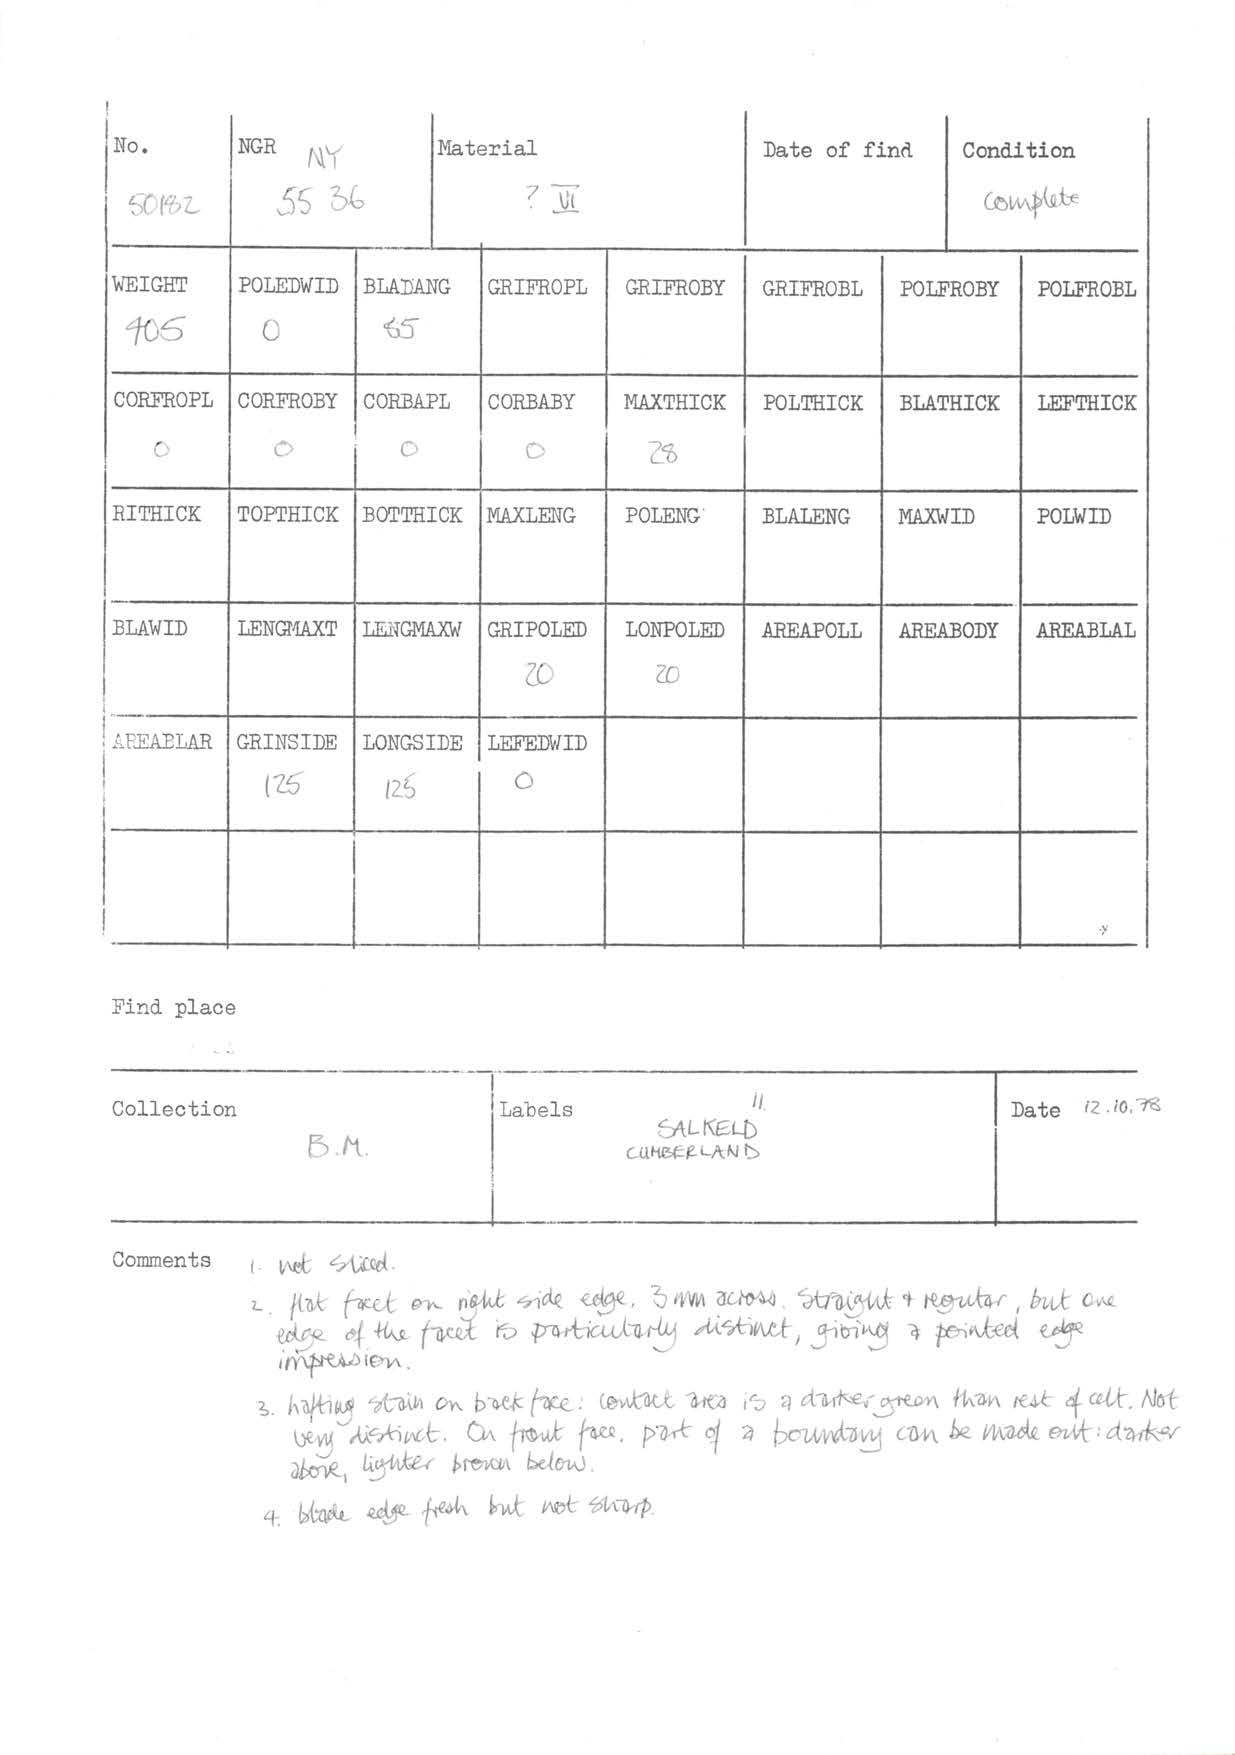 No. NGR NY Material Date of find Condition
50182 55 36 ? VI complete
WEIGHT POLEDWID BLADANG GRIFROPL GRIFROBY GRIFROBL POLFROBY POLFROBL
405 0 85
CORFROPL CORFROBY CORBAPL CORBABY MAXTHICK POLTHICK BLATHICK LEFTHICK
0 0 0 0 28
RITHICK TOPTHICK BOTTHICK MAXLENG POLENG BLALENG MAXWID POLWID
BLAWID LENGMAXT LENGMAXW GRIPOLED LONPOLED AREAPOLL AREABODY AREABLAL
20 20
AREABLAR GRINSIDE LONGSIDE LEFEDWID
125 125 0
Find place
Collection Labels 11. Date 12.10.78
B.M. SALKELD
CUMBERLAND
Comments 1. not sliced.
2. flat facet on right side edge, 3mm across. Straight + regular, but one
edge of the facet is particularly distinct, giving a pointed edge
impression.
3. hafting stain on back face: contact area is a darker green than rest of celt. Not
very distinct. On front face, part of a boundary can be made out: darker
above, lighter brown below.
4. blade edge fresh but not sharp.